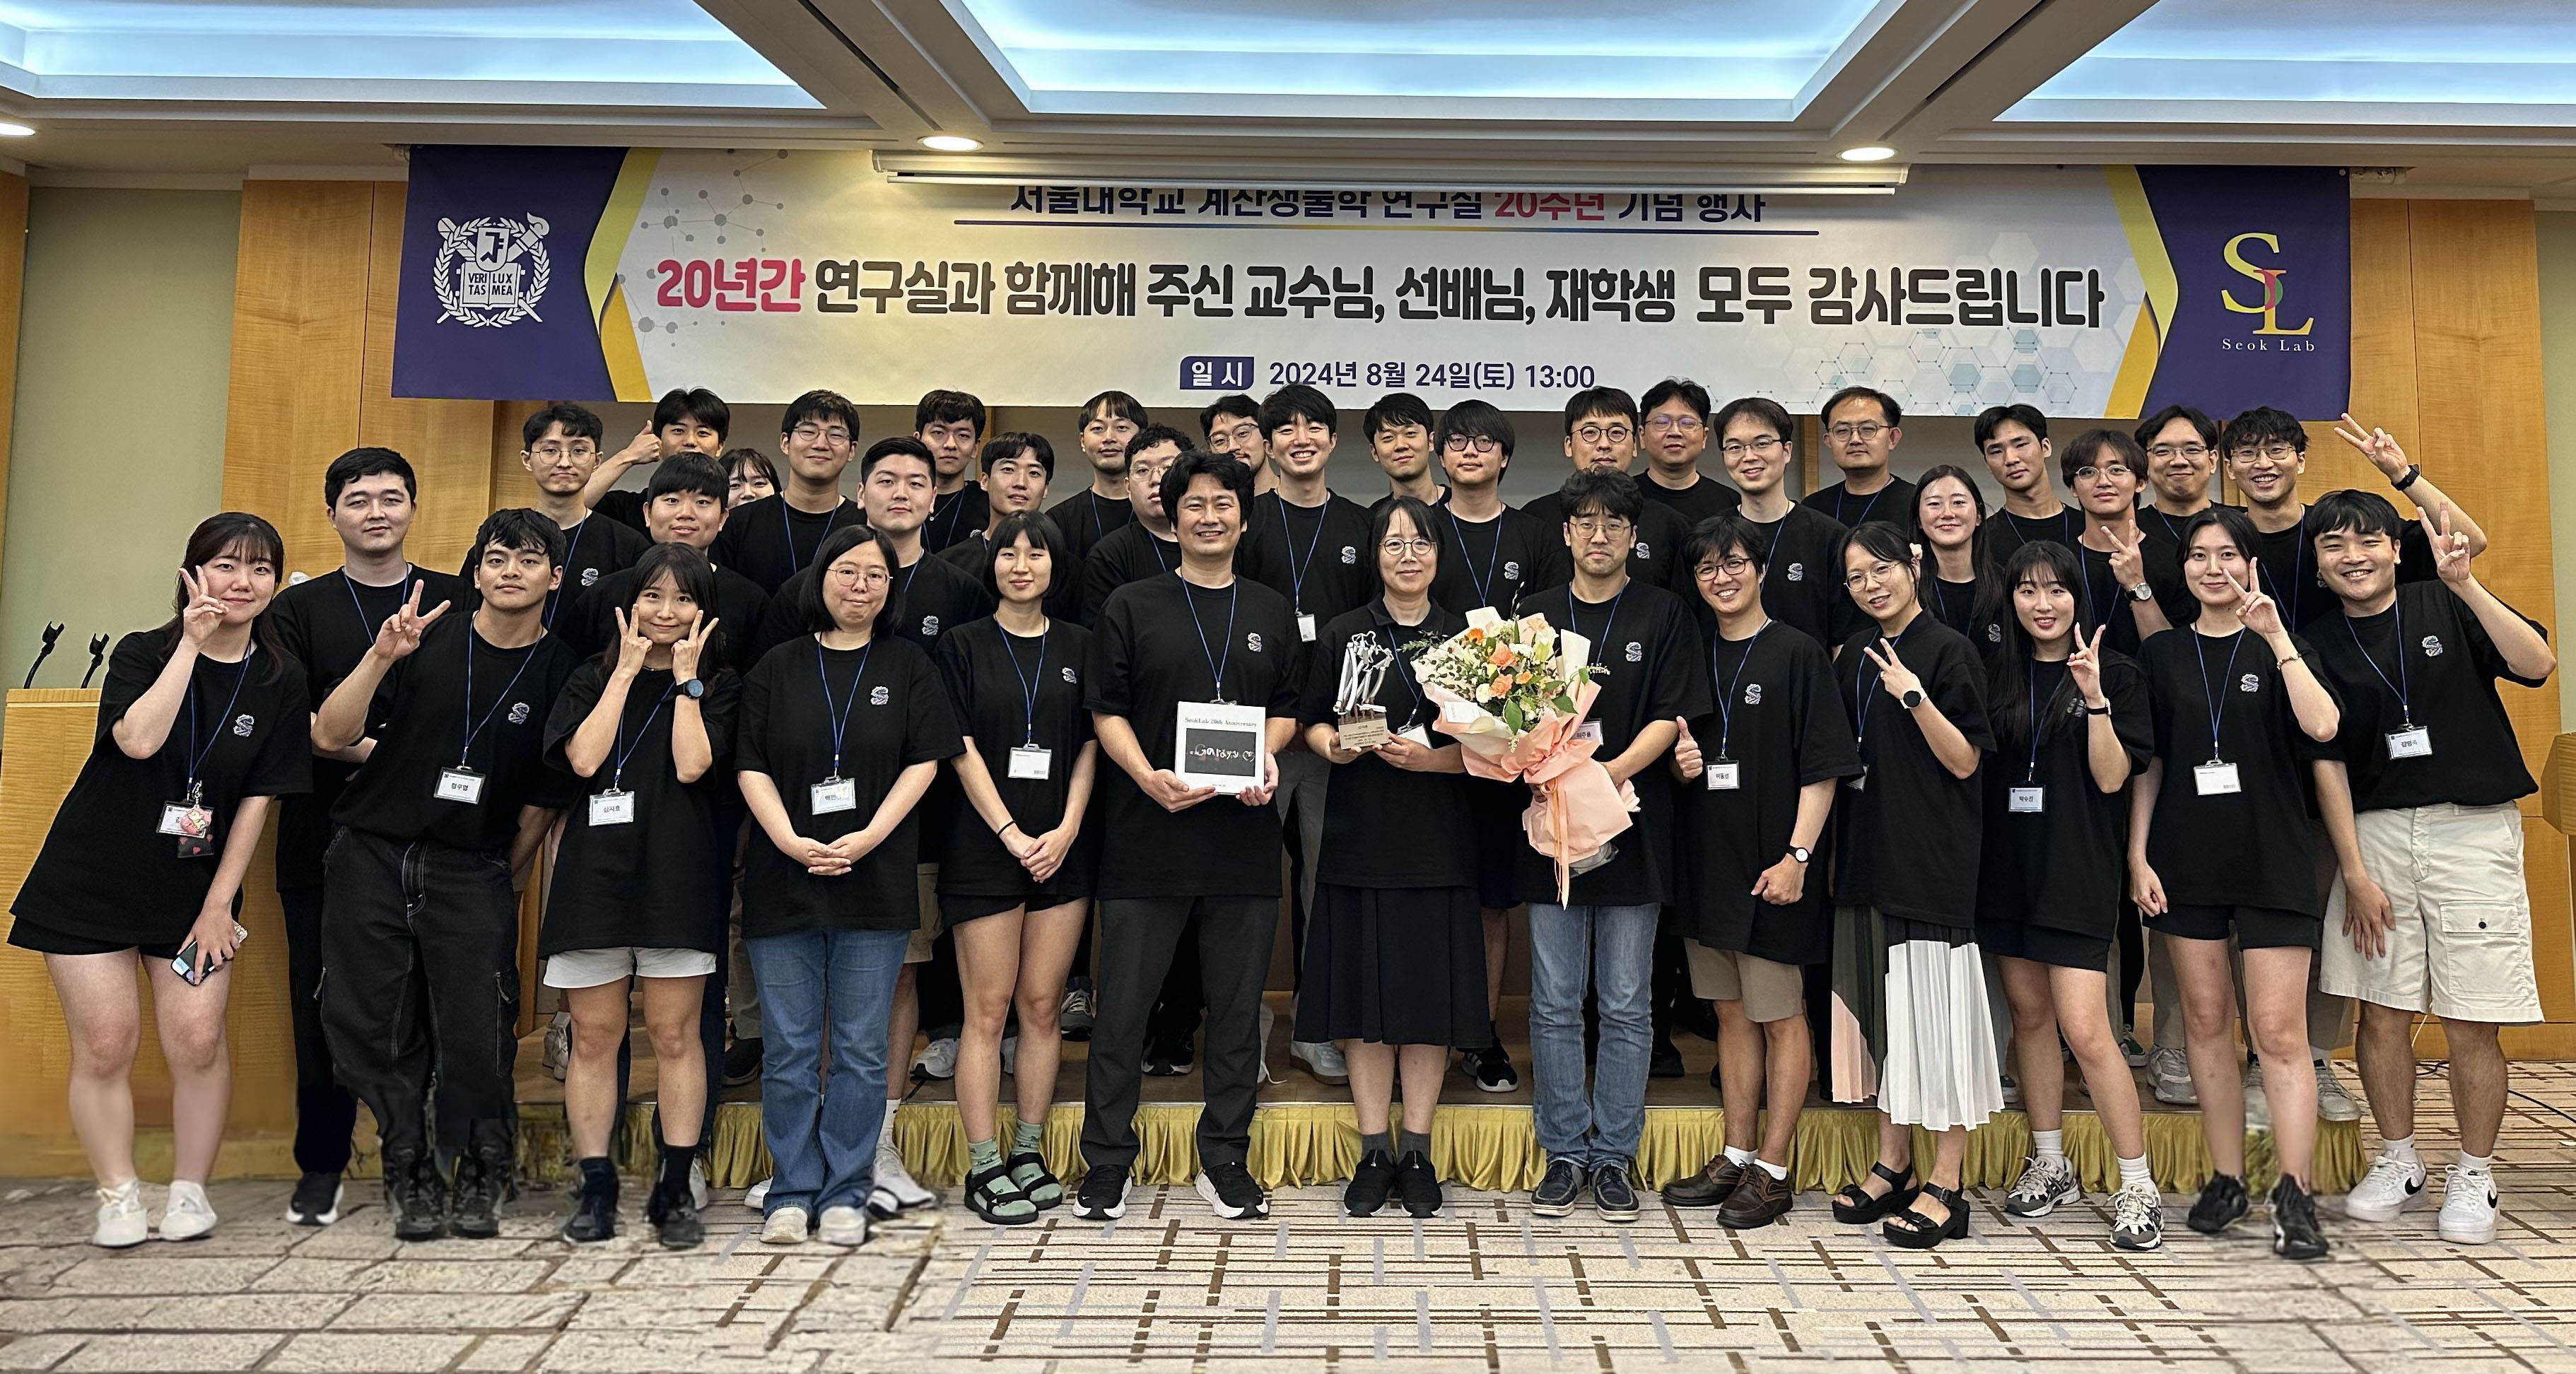 서울대학교 계산생물학 연구실 20주년 기념 행사
VERI LUX
TAS MEA
20년간 연구실과 함께해 주신 교수님, 선배님, 재학생 모두 감사드립니다
일 시 2024년 8월 24일(토) 13:00
SL
Seok Lab
SeokLab 20th Anniversary